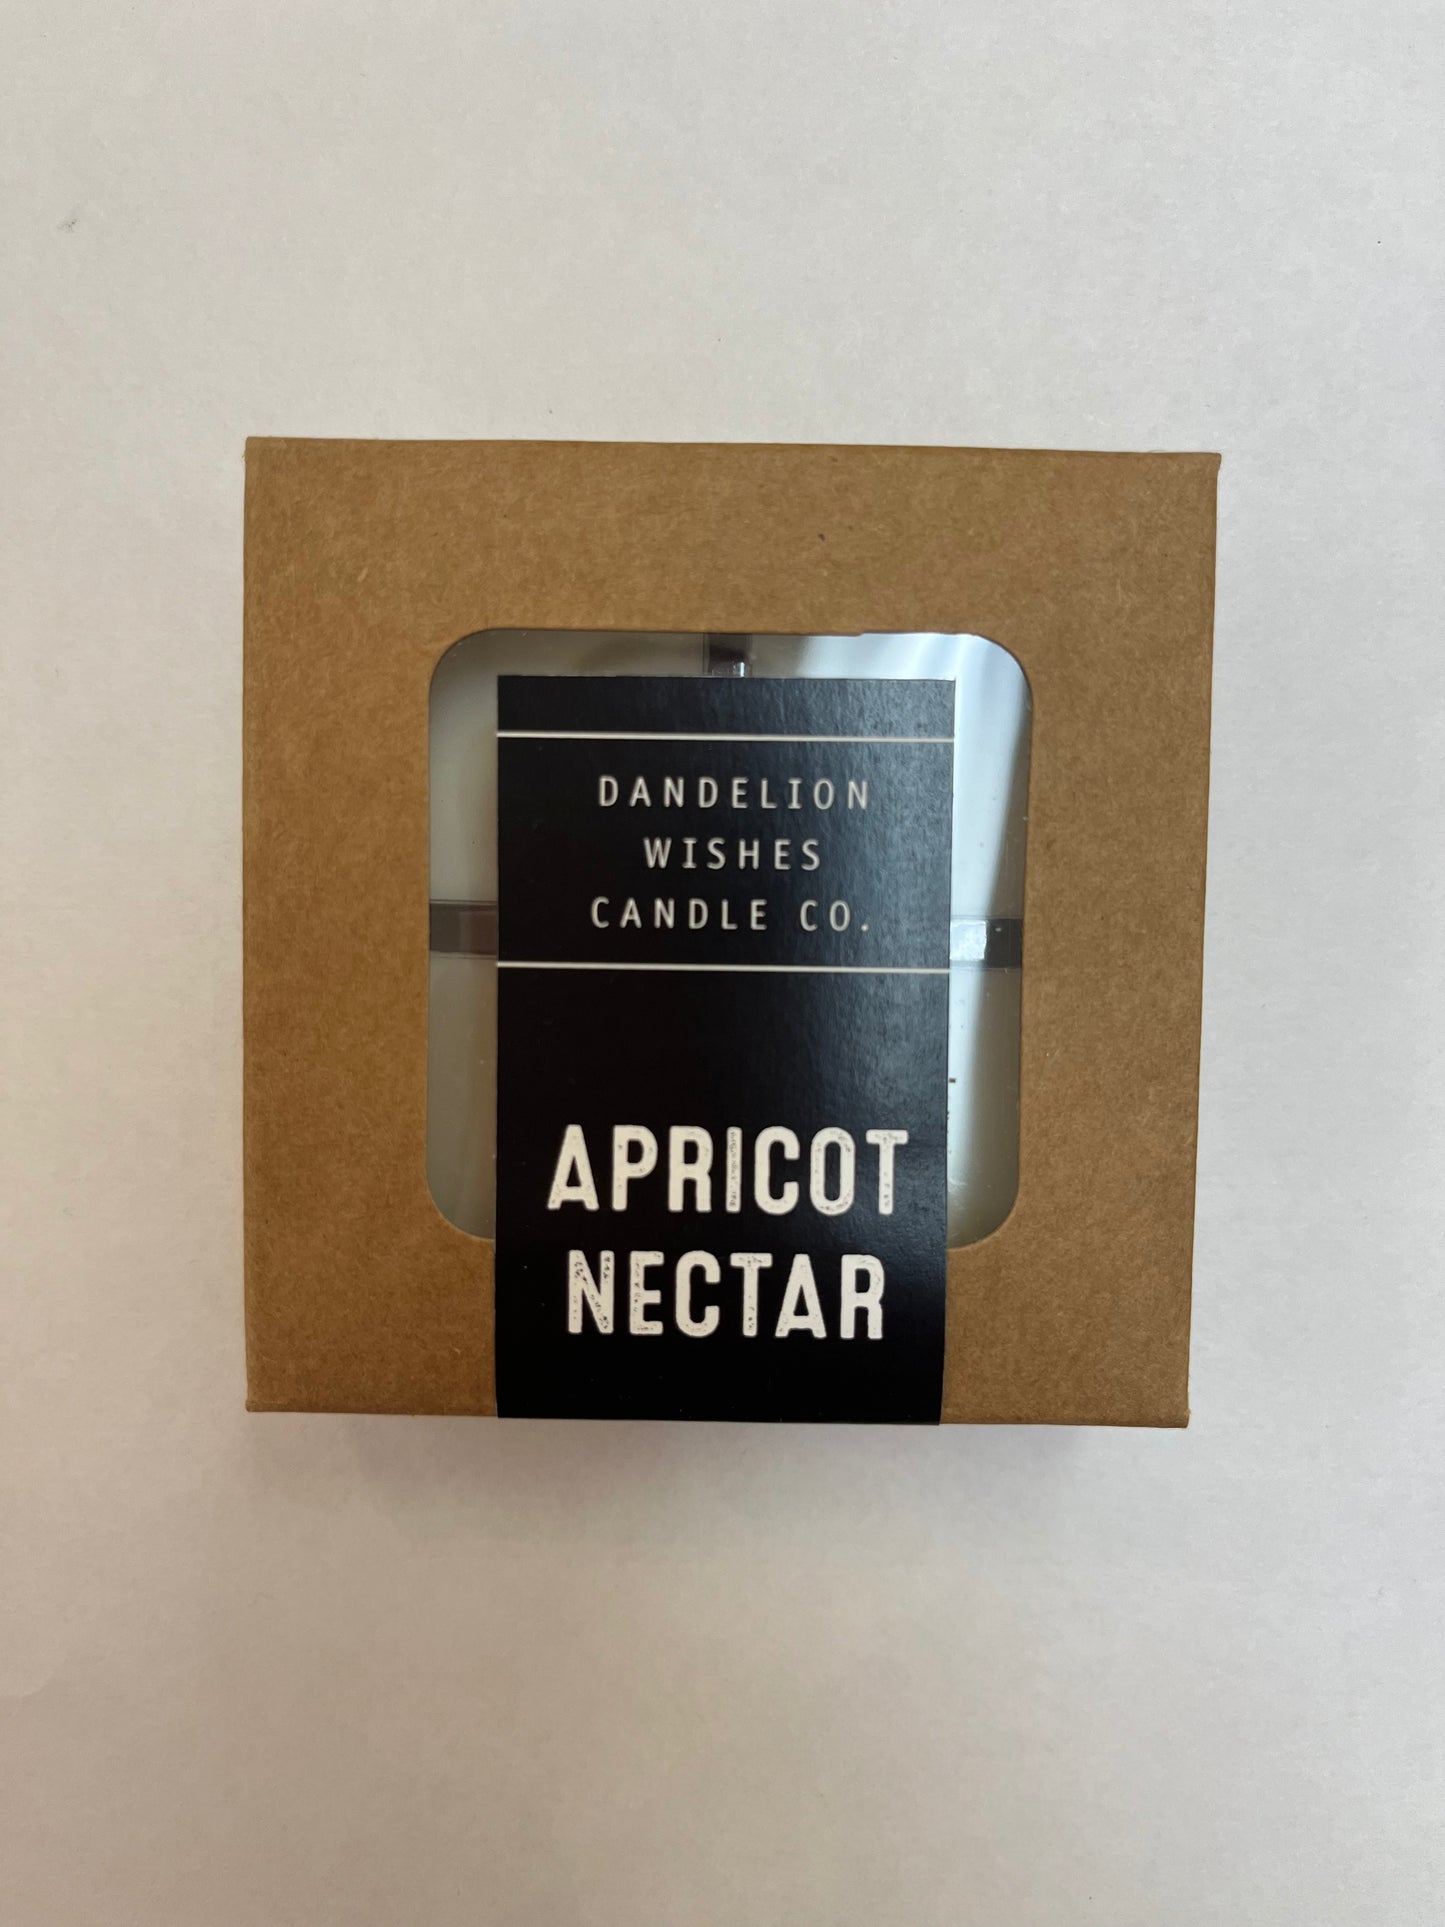 DANDELION
WISHES
CANDLE CO.
APRICOT
NECTAR